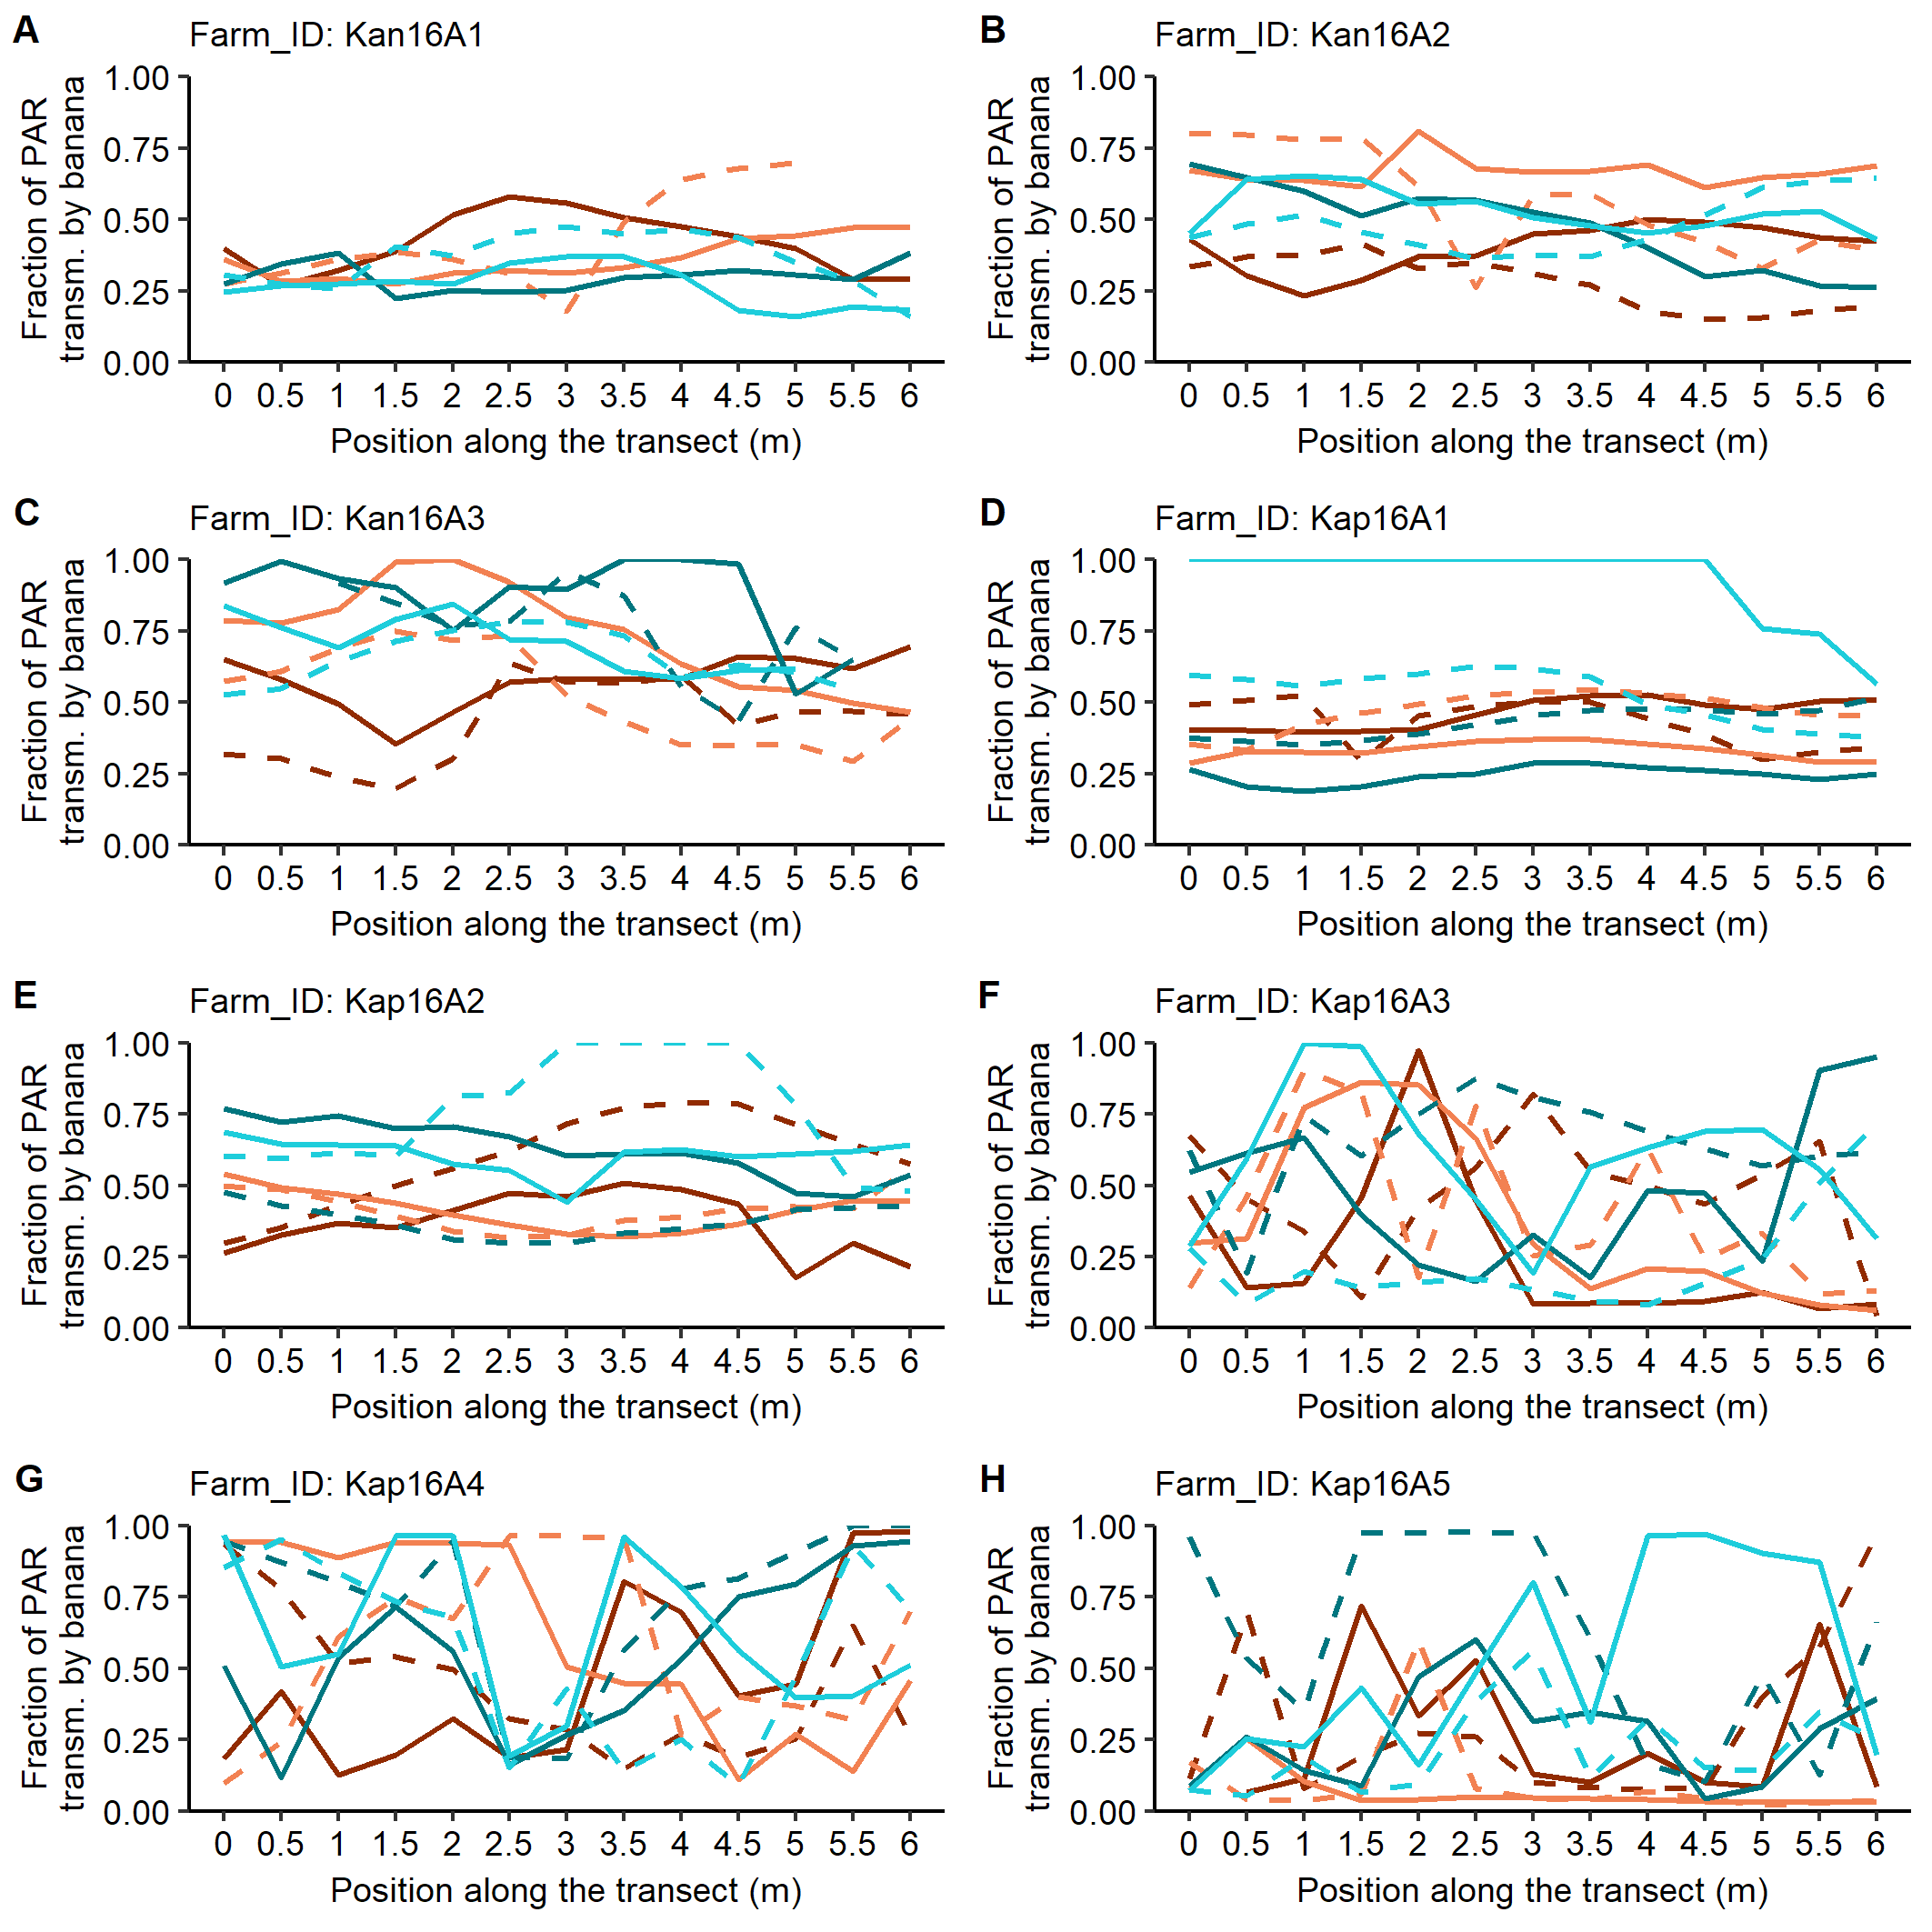 A Farm_ID: Kan16A1
Fraction of PAR
transm. by banana
1.00
0.75
0.50
0.25
0.00
0 0.5 1 1.5 2 2.5 3 3.5 4 4.5 5 5.5 6
Position along the transect (m)
B Farm_ID: Kan16A2
Fraction of PAR
transm. by banana
1.00
0.75
0.50
0.25
0.00
0 0.5 1 1.5 2 2.5 3 3.5 4 4.5 5 5.5 6
Position along the transect (m)
C Farm_ID: Kan16A3
Fraction of PAR
transm. by banana
1.00
0.75
0.50
0.25
0.00
0 0.5 1 1.5 2 2.5 3 3.5 4 4.5 5 5.5 6
Position along the transect (m)
D Farm_ID: Kap16A1
Fraction of PAR
transm. by banana
1.00
0.75
0.50
0.25
0.00
0 0.5 1 1.5 2 2.5 3 3.5 4 4.5 5 5.5 6
Position along the transect (m)
E Farm_ID: Kap16A2
Fraction of PAR
transm. by banana
1.00
0.75
0.50
0.25
0.00
0 0.5 1 1.5 2 2.5 3 3.5 4 4.5 5 5.5 6
Position along the transect (m)
F Farm_ID: Kap16A3
Fraction of PAR
transm. by banana
1.00
0.75
0.50
0.25
0.00
0 0.5 1 1.5 2 2.5 3 3.5 4 4.5 5 5.5 6
Position along the transect (m)
G Farm_ID: Kap16A4
Fraction of PAR
transm. by banana
1.00
0.75
0.50
0.25
0.00
0 0.5 1 1.5 2 2.5 3 3.5 4 4.5 5 5.5 6
Position along the transect (m)
H Farm_ID: Kap16A5
Fraction of PAR
transm. by banana
1.00
0.75
0.50
0.25
0.00
0 0.5 1 1.5 2 2.5 3 3.5 4 4.5 5 5.5 6
Position along the transect (m)